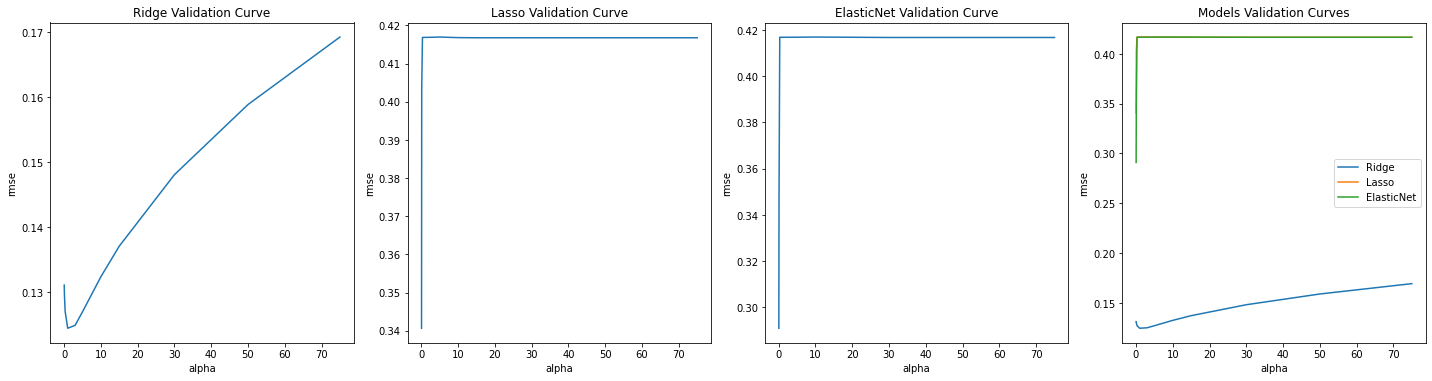 Ridge Validation Curve
rmse
0.17
0.16
0.15
0.14
0.13
0 10 20 30 40 50 60 70
alpha
Lasso Validation Curve
rmse
0.42
0.41
0.40
0.39
0.38
0.37
0.36
0.35
0.34
0 10 20 30 40 50 60 70
alpha
ElasticNet Validation Curve
rmse
0.42
0.40
0.38
0.36
0.34
0.32
0.30
0 10 20 30 40 50 60 70
alpha
Models Validation Curves
rmse
0.40
0.35
0.30
0.25
0.20
0.15
Ridge
Lasso
ElasticNet
0 10 20 30 40 50 60 70
alpha